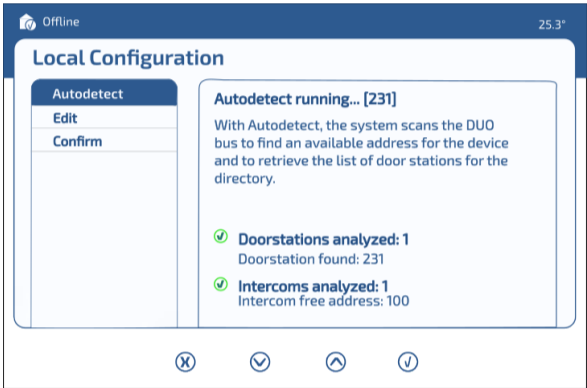 Offline
25.3°
Local Configuration
Autodetect
Edit
Confirm
Autodetect running... [231]
With Autodetect, the system scans the DUO
bus to find an available address for the device
and to retrieve the list of door stations for the
directory.
Doorstations analyzed: 1
Doorstation found: 231
Intercoms analyzed: 1
Intercom free address: 100